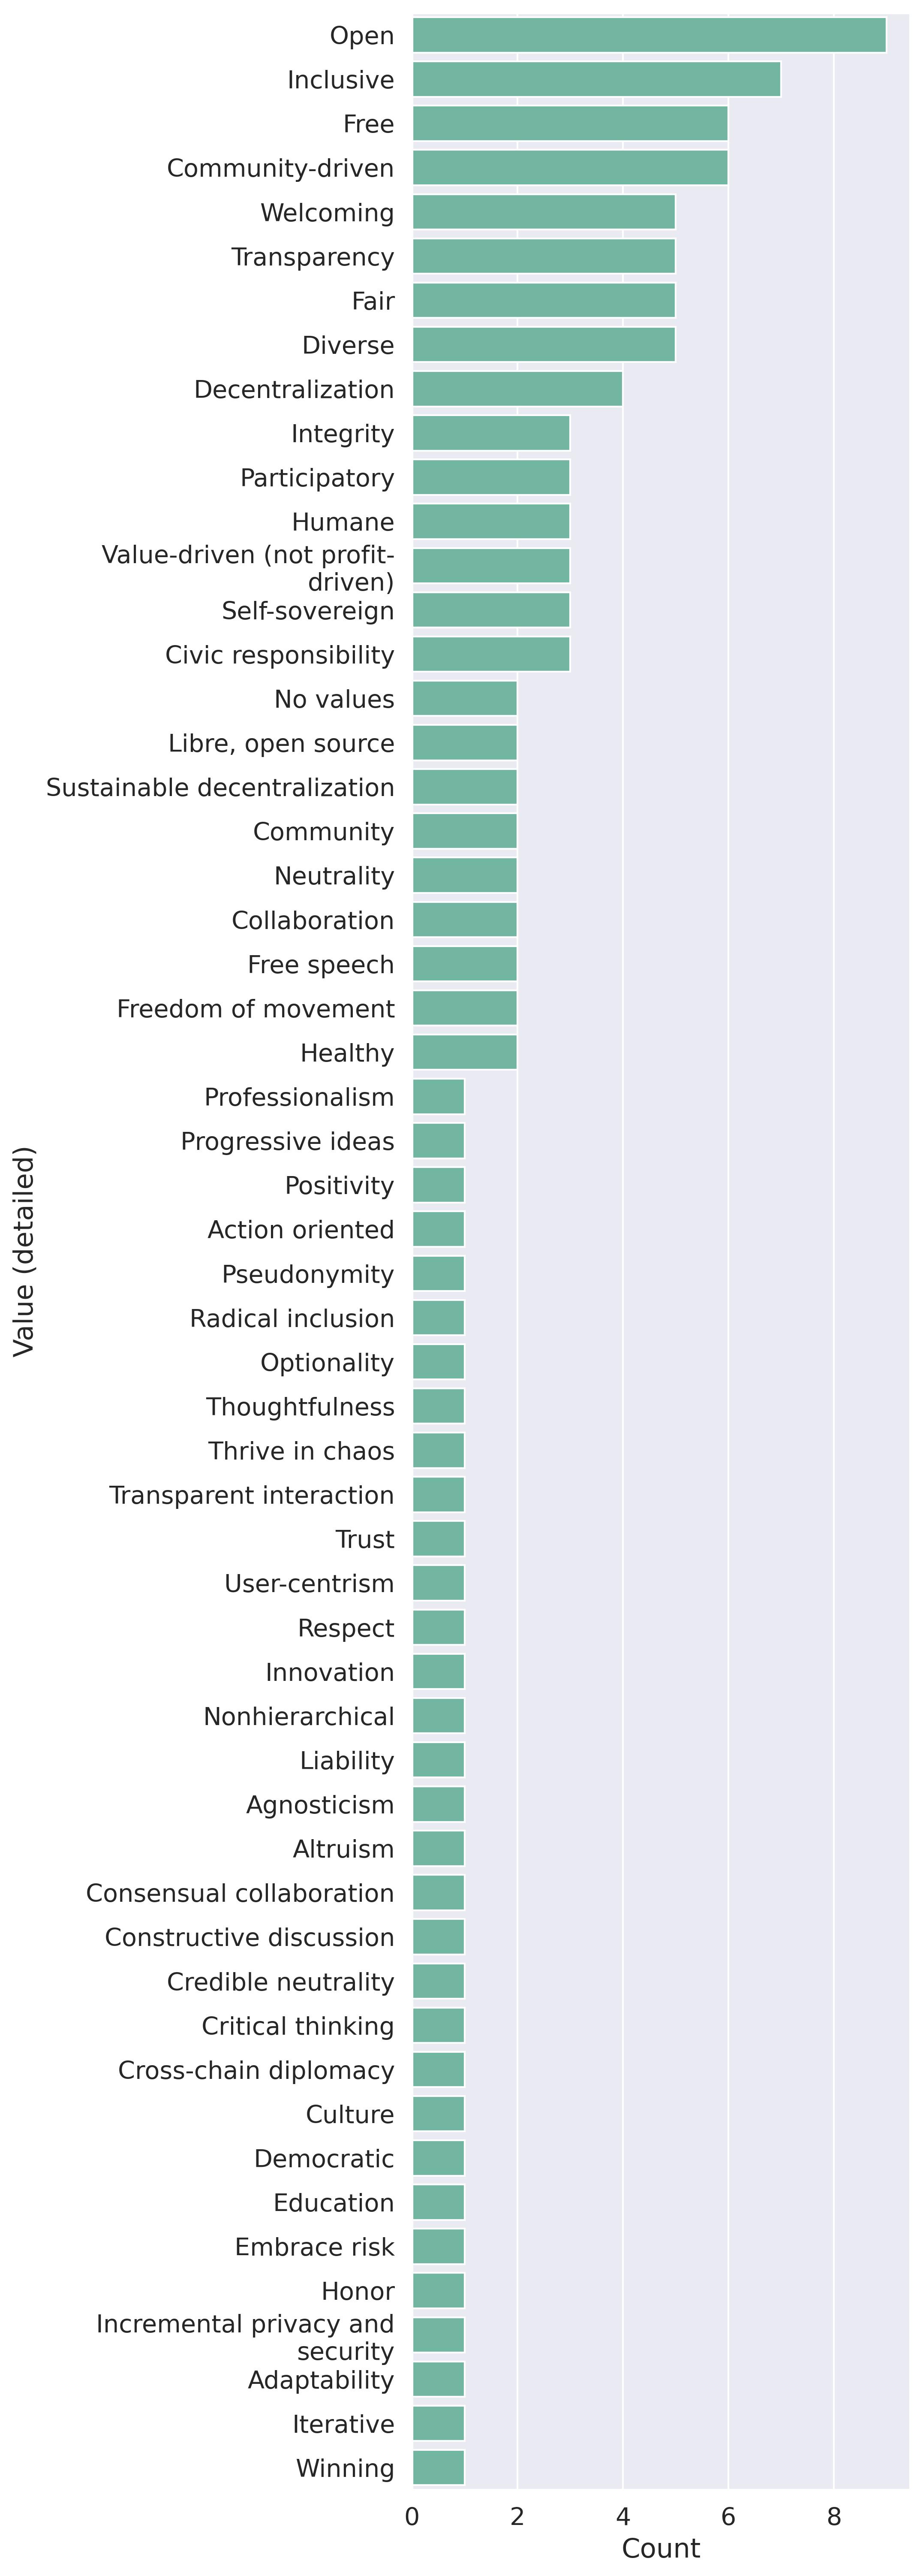 Open
Inclusive
Free
Community-driven
Welcoming
Transparency
Fair
Diverse
Decentralization
Integrity
Participatory
Humane
Value-driven (not profit-
driven)
Self-sovereign
Civic responsibility
No values
Libre, open source
Sustainable decentralization
Community
Neutrality
Collaboration
Free speech
Freedom of movement
Healthy
Professionalism
Progressive ideas
Positivity
Action oriented
Pseudonymity
Radical inclusion
Optionality
Thoughtfulness
Thrive in chaos
Transparent interaction
Trust
User-centrism
Respect
Innovation
Nonhierarchical
Liability
Agnosticism
Altruism
Consensual collaboration
Constructive discussion
Credible neutrality
Critical thinking
Cross-chain diplomacy
Culture
Democratic
Education
Embrace risk
Honor
Incremental privacy and
security
Adaptability
Iterative
Winning
Value (detailed)
0 2 4 6 8
Count